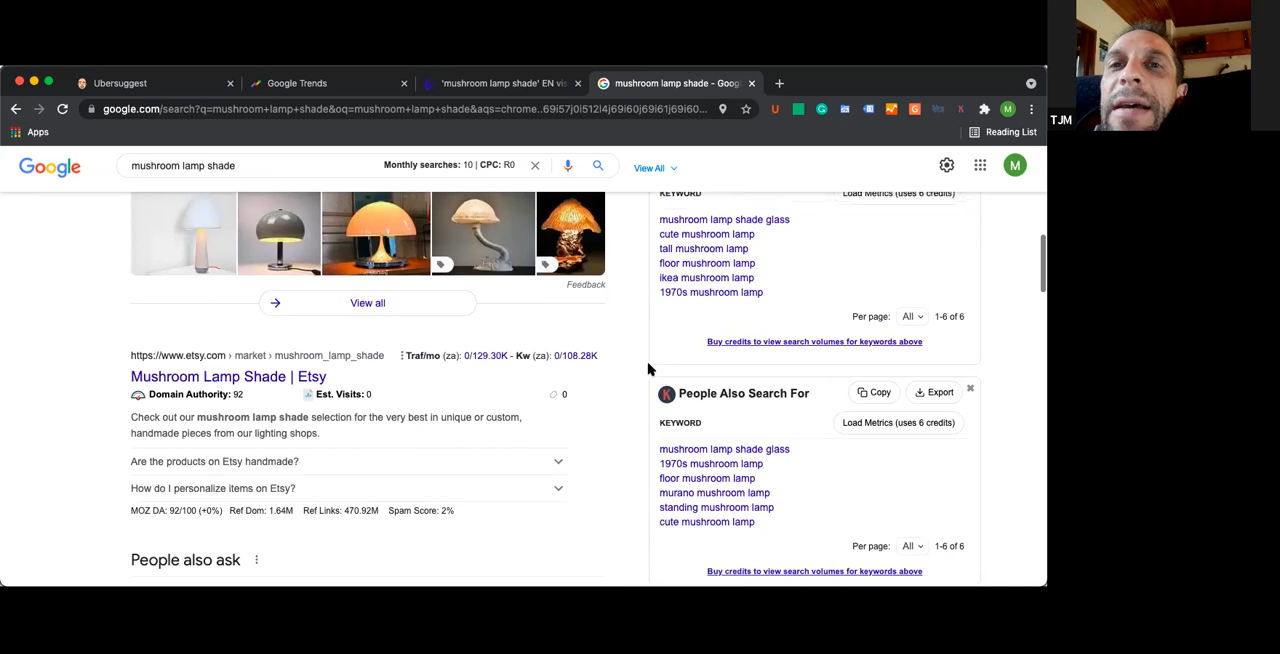 Ubersuggest
Google Trends
'mushroom lamp shade' EN vis
mushroom lamp shade - Goog
google.com/search?q=mushroom+lamp+shade&oq=mushroom+lamp+shade&aqs=chrome..69i57j0i512l4j69i60j69i61j69i60...
Apps
Reading List
TJM
Google
mushroom lamp shade
Monthly searches: 10 | CPC: R0
View All
M
KEYWORD
Load Metrics (uses 6 credits)
mushroom lamp shade glass
cute mushroom lamp
tall mushroom lamp
floor mushroom lamp
ikea mushroom lamp
1970s mushroom lamp
Per page: All 1-6 of 6
Buy credits to view search volumes for keywords above
Feedback
View all
https://www.etsy.com › market › mushroom_lamp_shade
Traf/mo (za): 0/129.30K - Kw (za): 0/108.28K
Mushroom Lamp Shade | Etsy
Domain Authority: 92
Est. Visits: 0
0
Check out our mushroom lamp shade selection for the very best in unique or custom,
handmade pieces from our lighting shops.
Are the products on Etsy handmade?
How do I personalize items on Etsy?
MOZ DA: 92/100 (+0%) Ref Dom: 1.64M Ref Links: 470.92M Spam Score: 2%
People also ask
People Also Search For
Copy
Export
KEYWORD
Load Metrics (uses 6 credits)
mushroom lamp shade glass
1970s mushroom lamp
floor mushroom lamp
murano mushroom lamp
standing mushroom lamp
cute mushroom lamp
Per page: All 1-6 of 6
Buy credits to view search volumes for keywords above